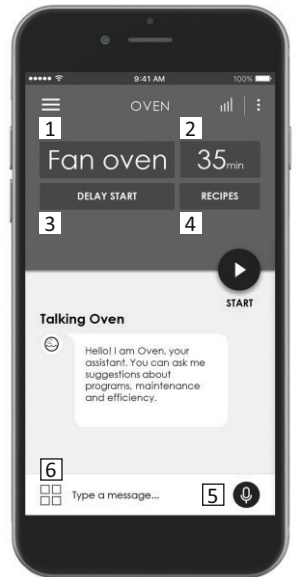 9:41 AM 100%
OVEN
1 2
Fan oven 35min
DELAY START RECIPES
3 4
START
Talking Oven
Hello! I am Oven, your
assistant. You can ask me
suggestions about
programs, maintenance
and efficiency.
6
Type a message... 5